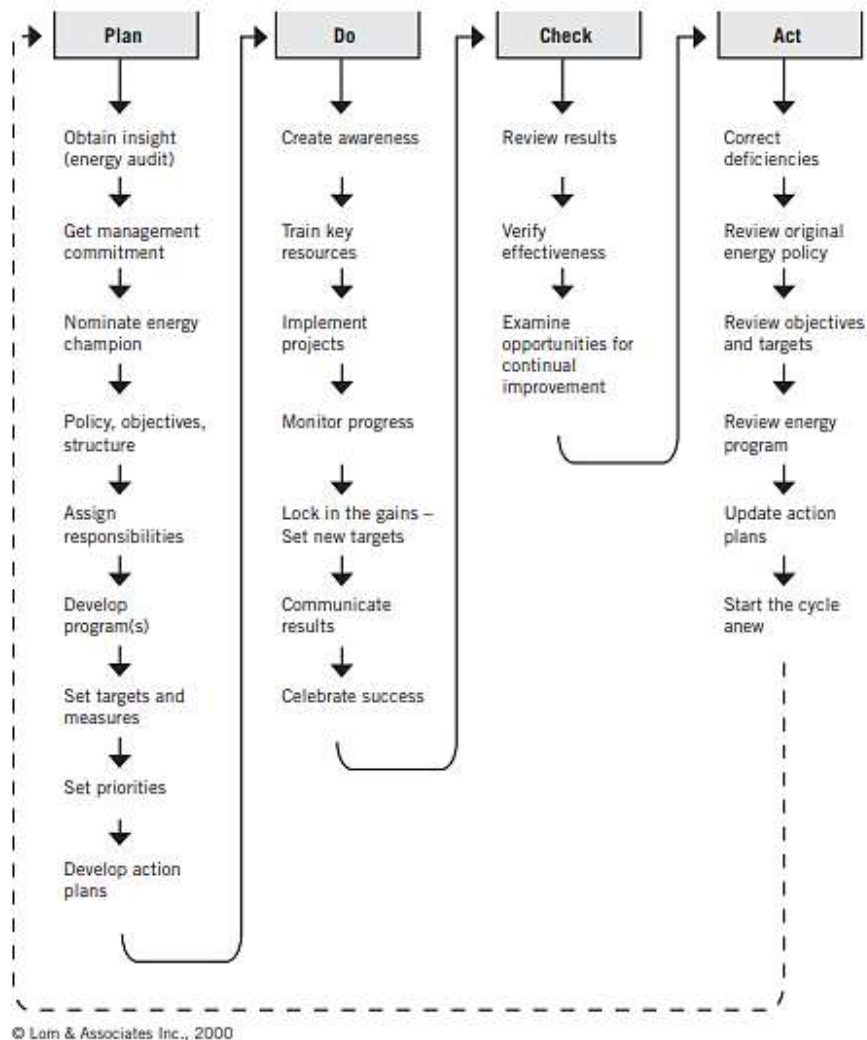 Plan
Obtain insight
(energy audit)
Get management
commitment
Nominate energy
champion
Policy, objectives,
structure
Assign
responsibilities
Develop
program(s)
Set targets and
measures
Set priorities
Develop action
plans
Do
Create awareness
Train key
resources
Implement
projects
Monitor progress
Lock in the gains –
Set new targets
Communicate
results
Celebrate success
Check
Review results
Verify
effectiveness
Examine
opportunities for
continual
improvement
Act
Correct
deficiencies
Review original
energy policy
Review objectives
and targets
Review energy
program
Update action
plans
Start the cycle
anew
© Lom & Associates Inc., 2000